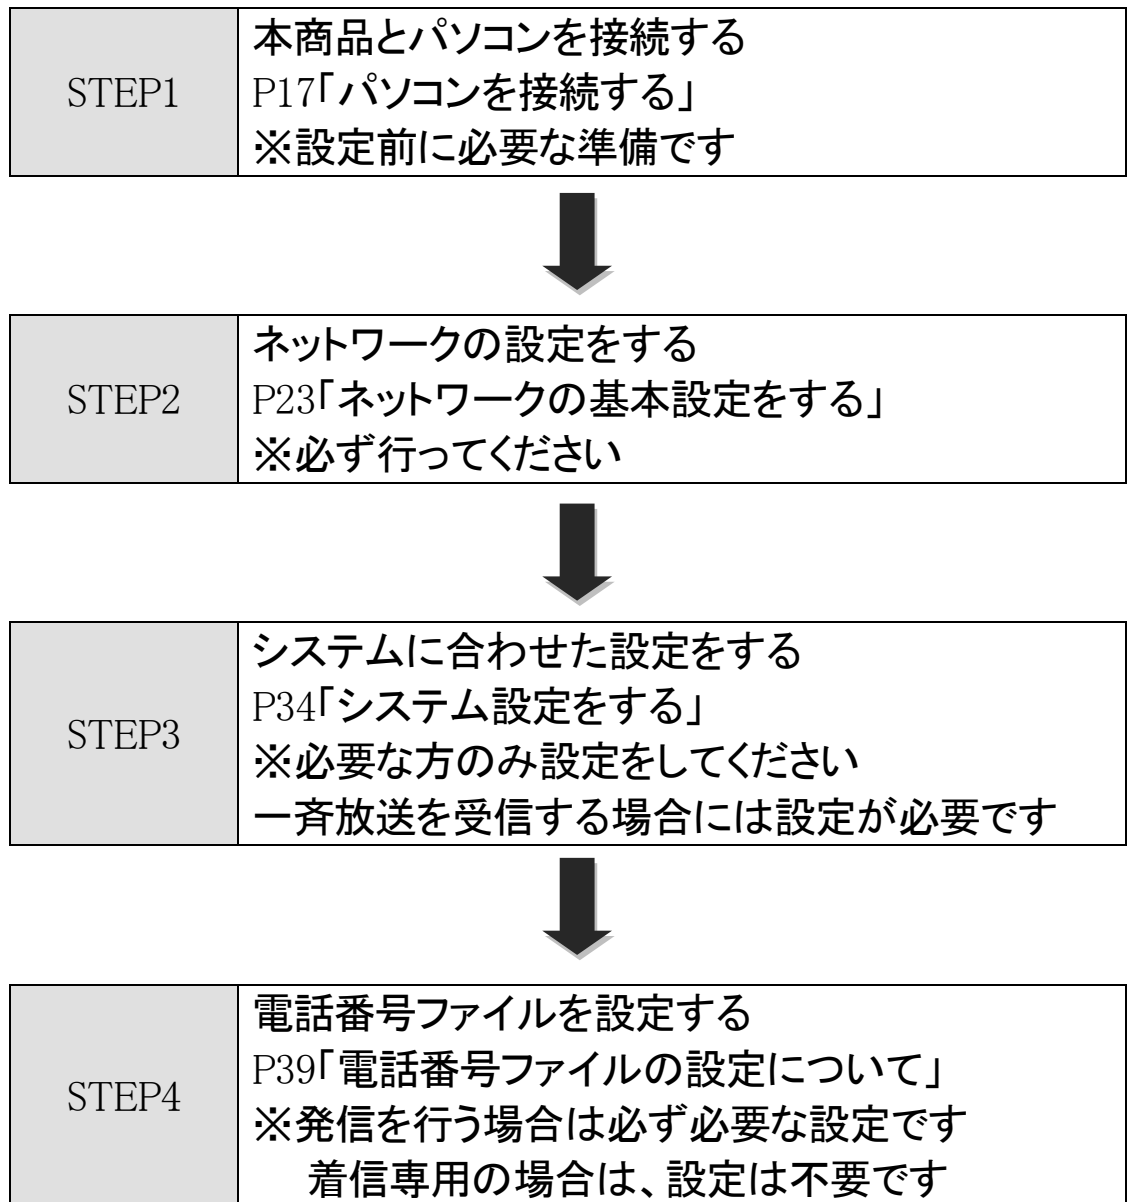 STEP1
本商品とパソコンを接続する
P17「パソコンを接続する」
※設定前に必要な準備です
STEP2
ネットワークの設定をする
P23「ネットワークの基本設定をする」
※必ず行ってください
STEP3
システムに合わせた設定をする
P34「システム設定をする」
※必要な方のみ設定をしてください
一斉放送を受信する場合には設定が必要です
STEP4
電話番号ファイルを設定する
P39「電話番号ファイルの設定について」
※発信を行う場合は必ず必要な設定です
着信専用の場合は、設定は不要です